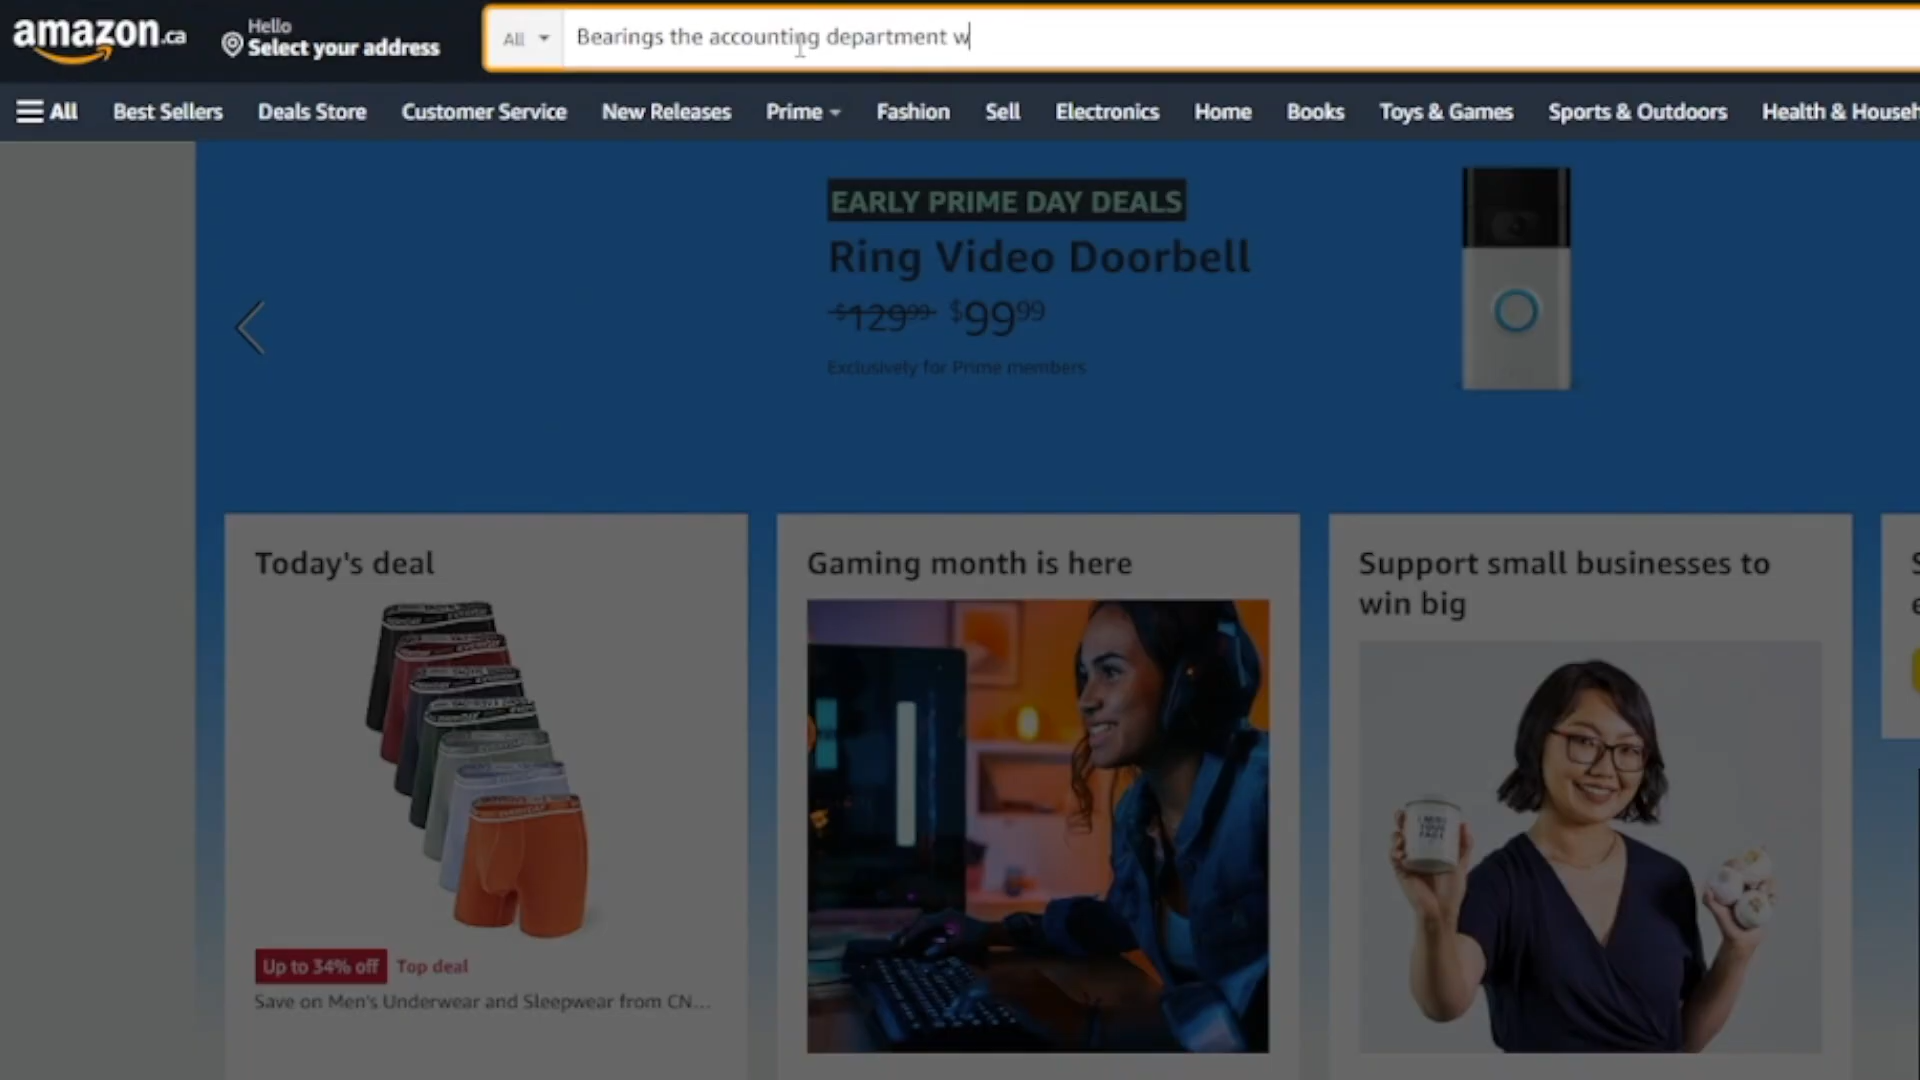 amazon.ca
Hello
Select your address
All
Bearings the accounting department w
All
Best Sellers
Deals Store
Customer Service
New Releases
Prime
Fashion
Sell
Electronics
Home
Books
Toys & Games
Sports & Outdoors
Health & Househ
EARLY PRIME DAY DEALS
Ring Video Doorbell
$129.99 $99.99
Exclusively for Prime members
Today's deal
Up to 34% off Top deal
Save on Men's Underwear and Sleepwear from CN...
Gaming month is here
Support small businesses to
win big